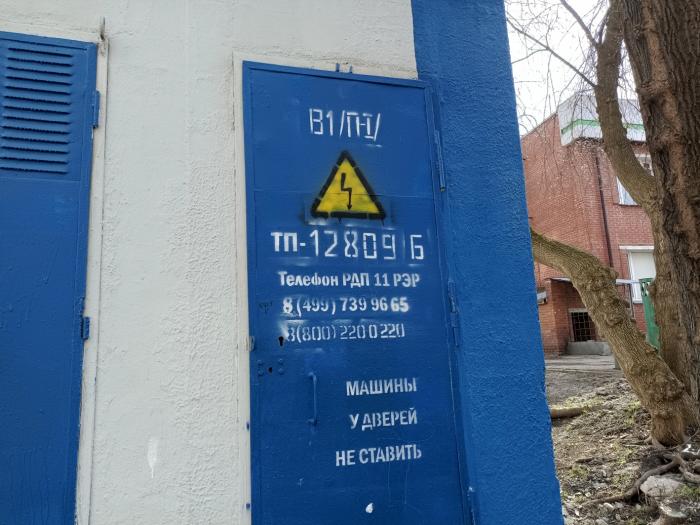 В1/П-I/
ТП-12809 Б
Телефон РДП 11 РЭР
8(499)739 96 65
8(800)220 0 220
МАШИНЫ
У ДВЕРЕЙ
НЕ СТАВИТЬ